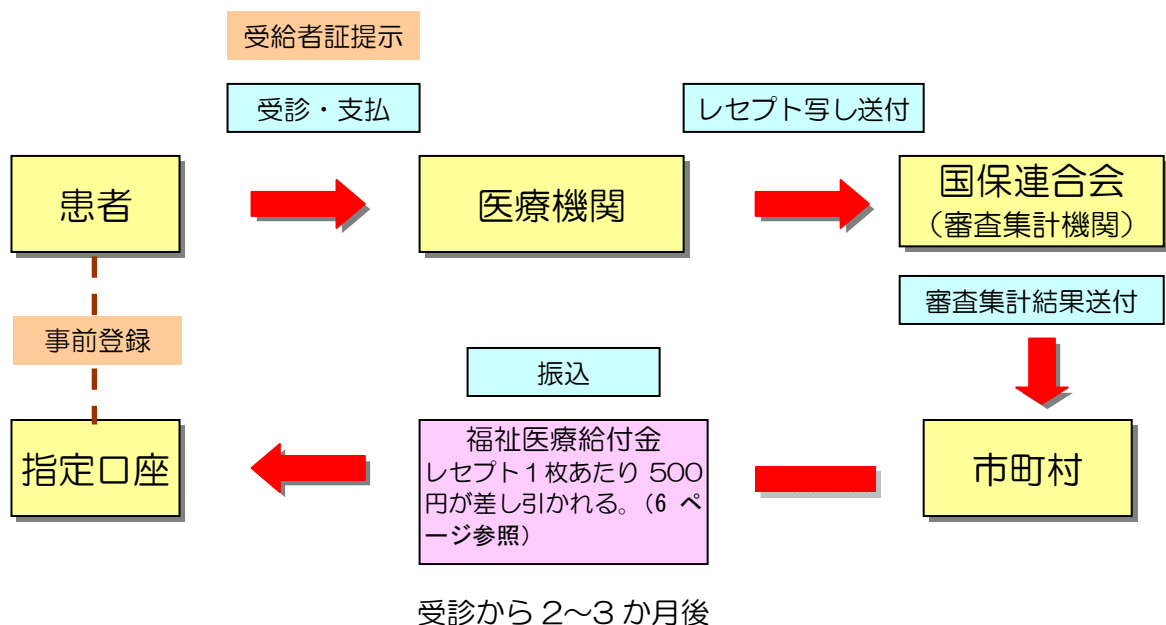 受給者証提示
受診・支払
レセプト写し送付
患者
医療機関
国保連合会
（審査集計機関）
審査集計結果送付
事前登録
振込
指定口座
福祉医療給付金
レセプト１枚あたり 500
円が差し引かれる。（6 ペ
ージ参照）
市町村
受診から 2～3 か月後